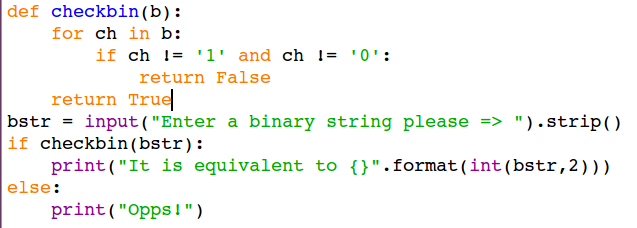 def checkbin(b):
    for ch in b:
        if ch != '1' and ch != '0':
            return False
    return True
bstr = input("Enter a binary string please => ").strip()
if checkbin(bstr):
    print("It is equivalent to {}".format(int(bstr,2)))
else:
    print("Opps!")